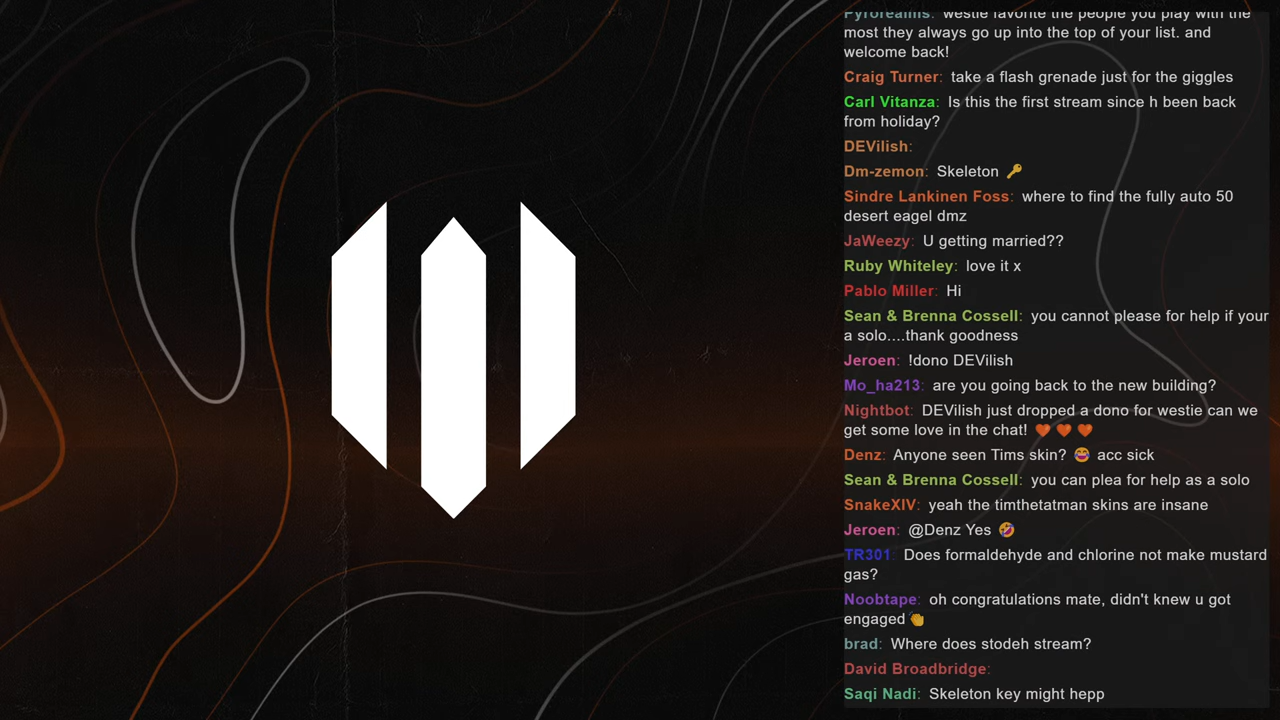 Pyrorealms: westie favorite the people you play with the
most they always go up into the top of your list. and
welcome back!
Craig Turner: take a flash grenade just for the giggles
Carl Vitanza: Is this the first stream since h been back
from holiday?
DEVilish:
Dm-zemon: Skeleton 🔑
Sindre Lankinen Foss: where to find the fully auto 50
desert eagel dmz
JaWeezy: U getting married??
Ruby Whiteley: love it x
Pablo Miller: Hi
Sean & Brenna Cossell: you cannot please for help if your
a solo....thank goodness
Jeroen: !dono DEVilish
Mo_ha213: are you going back to the new building?
Nightbot: DEVilish just dropped a dono for westie can we
get some love in the chat! 🧡 🧡 🧡
Denz: Anyone seen Tims skin? 😂 acc sick
Sean & Brenna Cossell: you can plea for help as a solo
SnakeXIV: yeah the timthetatman skins are insane
Jeroen: @Denz Yes 🤣
TR301: Does formaldehyde and chlorine not make mustard
gas?
Noobtape: oh congratulations mate, didn't knew u got
engaged 👏
brad: Where does stodeh stream?
David Broadbridge:
Saqi Nadi: Skeleton key might hepp